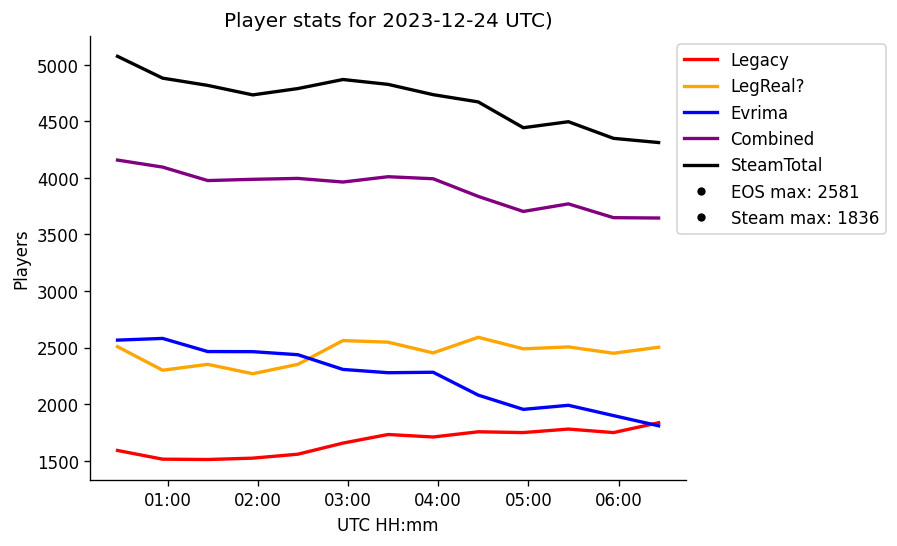 Player stats for 2023-12-24 UTC)
Players
5000
4500
4000
3500
3000
2500
2000
1500
01:00 02:00 03:00 04:00 05:00 06:00
UTC HH:mm
Legacy
LegReal?
Evrima
Combined
SteamTotal
EOS max: 2581
Steam max: 1836